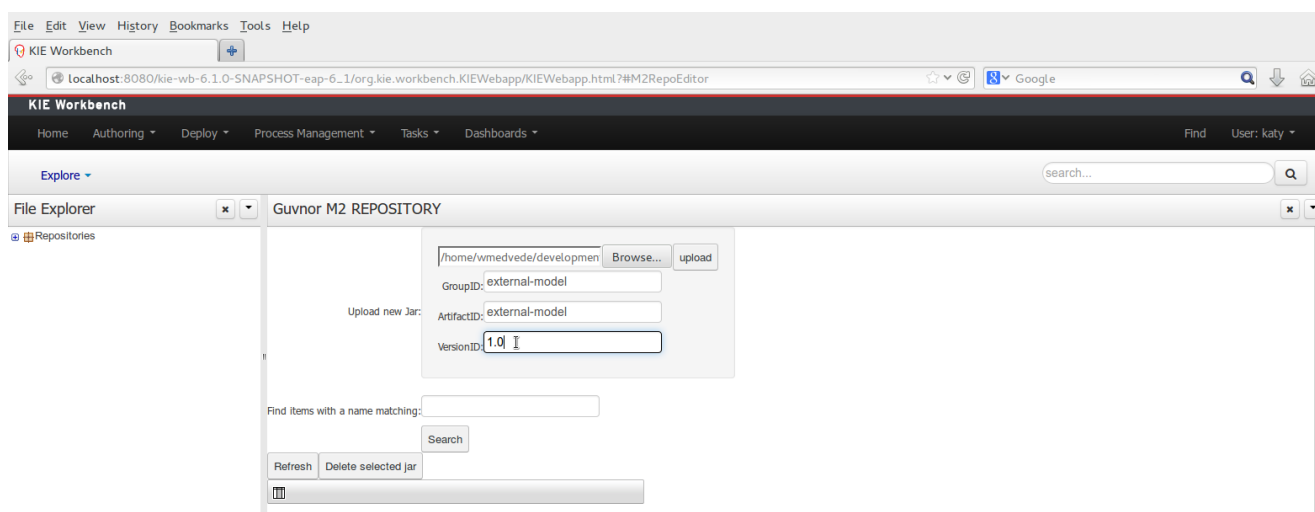 File Edit View History Bookmarks Tools Help
KIE Workbench
localhost:8080/kie-wb-6.1.0-SNAPSHOT-eap-6_1/org.kie.workbench.KIEWebapp/KIEWebapp.html?#M2RepoEditor
Google
KIE Workbench
Home Authoring Deploy Process Management Tasks Dashboards Find User: katy
Explore search...
File Explorer Guvnor M2 REPOSITORY
Repositories
/home/wmedvede/developmen Browse... upload
GroupID: external-model
Upload new Jar:
ArtifactID: external-model
VersionID: 1.0
Find items with a name matching:
Search
Refresh Delete selected jar